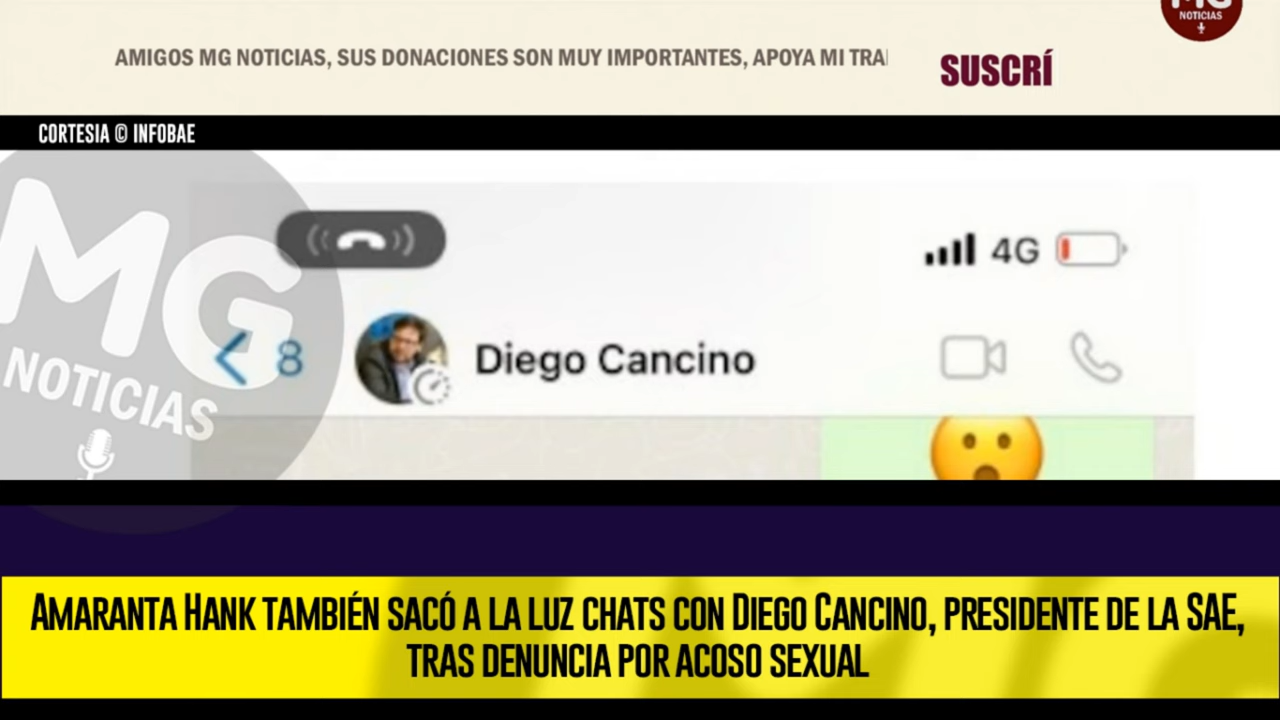 MG
NOTICIAS
AMIGOS MG NOTICIAS, SUS DONACIONES SON MUY IMPORTANTES, APOYA MI
SUSCRÍ
CORTESIA © INFOBAE
4G
MG
NOTICIAS
8
Diego Cancino
AMARANTA HANK TAMBIÉN SACÓ A LA LUZ CHATS CON DIEGO CANCINO, PRESIDENTE DE LA SAE,
TRAS DENUNCIA POR ACOSO SEXUAL